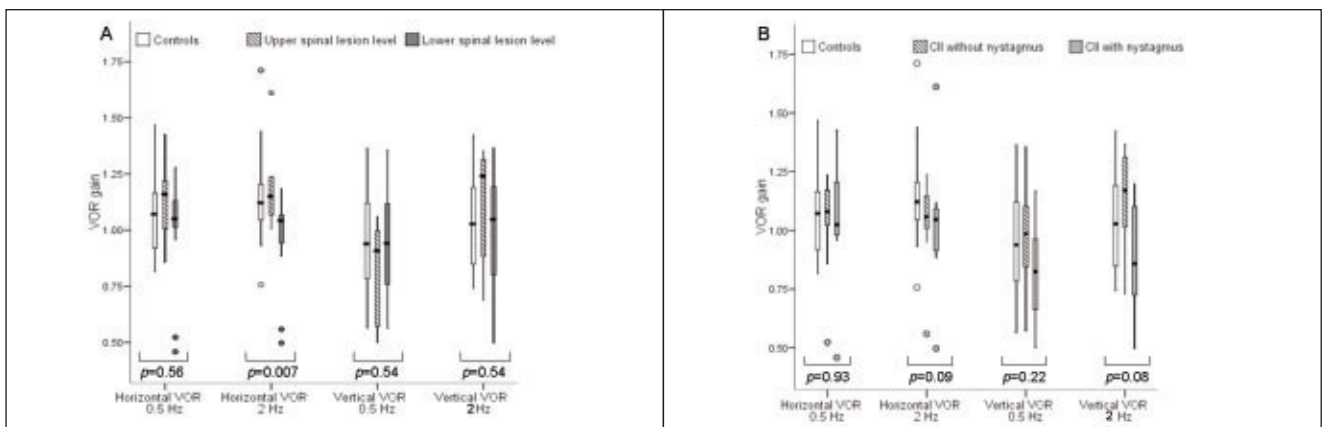 A
Controls Upper spinal lesion level Lower spinal lesion level
1.75
1.50
1.25
1.00
0.75
0.50
VOR gain
p=0.56 p=0.007 p=0.54 p=0.54
Horizontal VOR Horizontal VOR Vertical VOR Vertical VOR
0.5 Hz 2 Hz 0.5 Hz 2 Hz
B
Controls CII without nystagmus CII with nystagmus
1.75
1.50
1.25
1.00
0.75
0.50
VOR gain
p=0.93 p=0.09 p=0.22 p=0.08
Horizontal VOR Horizontal VOR Vertical VOR Vertical VOR
0.5 Hz 2 Hz 0.5 Hz 2 Hz